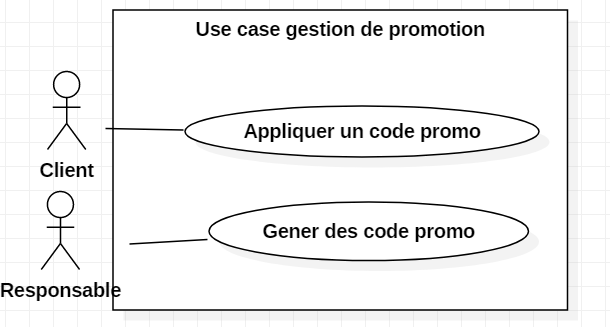 Use case gestion de promotion
Appliquer un code promo
Client
Gener des code promo
Responsable